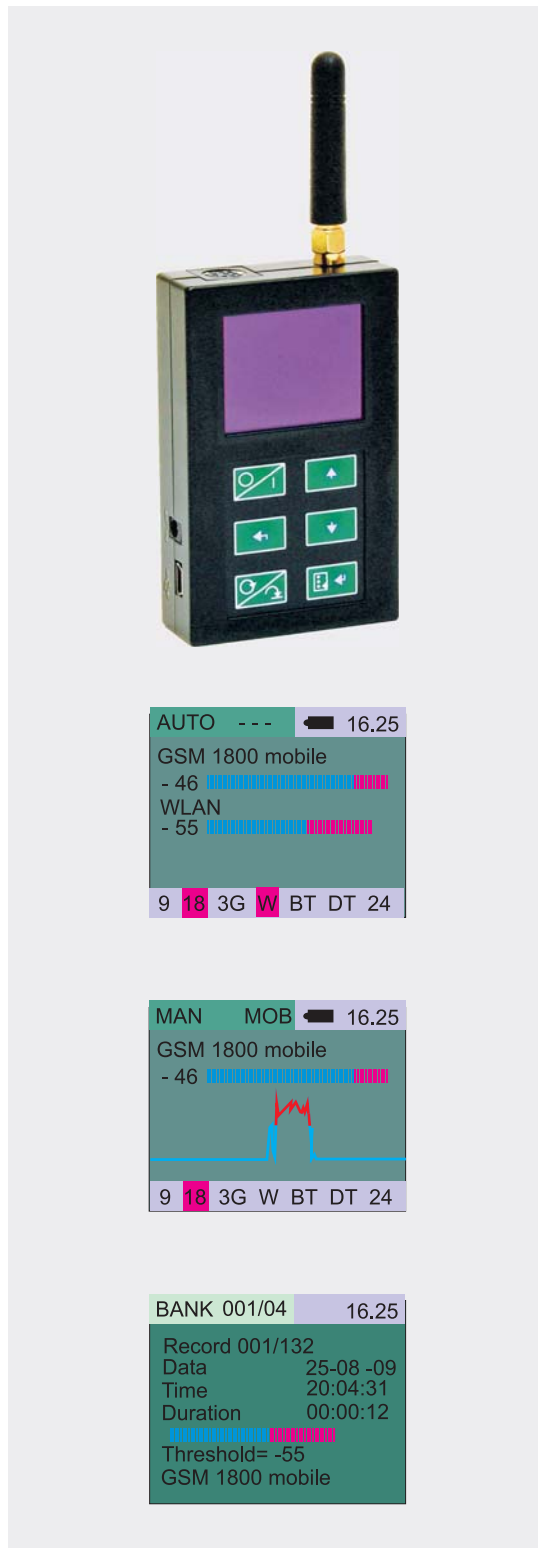 AUTO - - - 16.25
GSM 1800 mobile
- 46
WLAN
- 55
9 18 3G W BT DT 24
MAN MOB 16.25
GSM 1800 mobile
- 46
9 18 3G W BT DT 24
BANK 001/04 16.25
Record 001/132
Data 25-08 -09
Time 20:04:31
Duration 00:00:12
Threshold= -55
GSM 1800 mobile